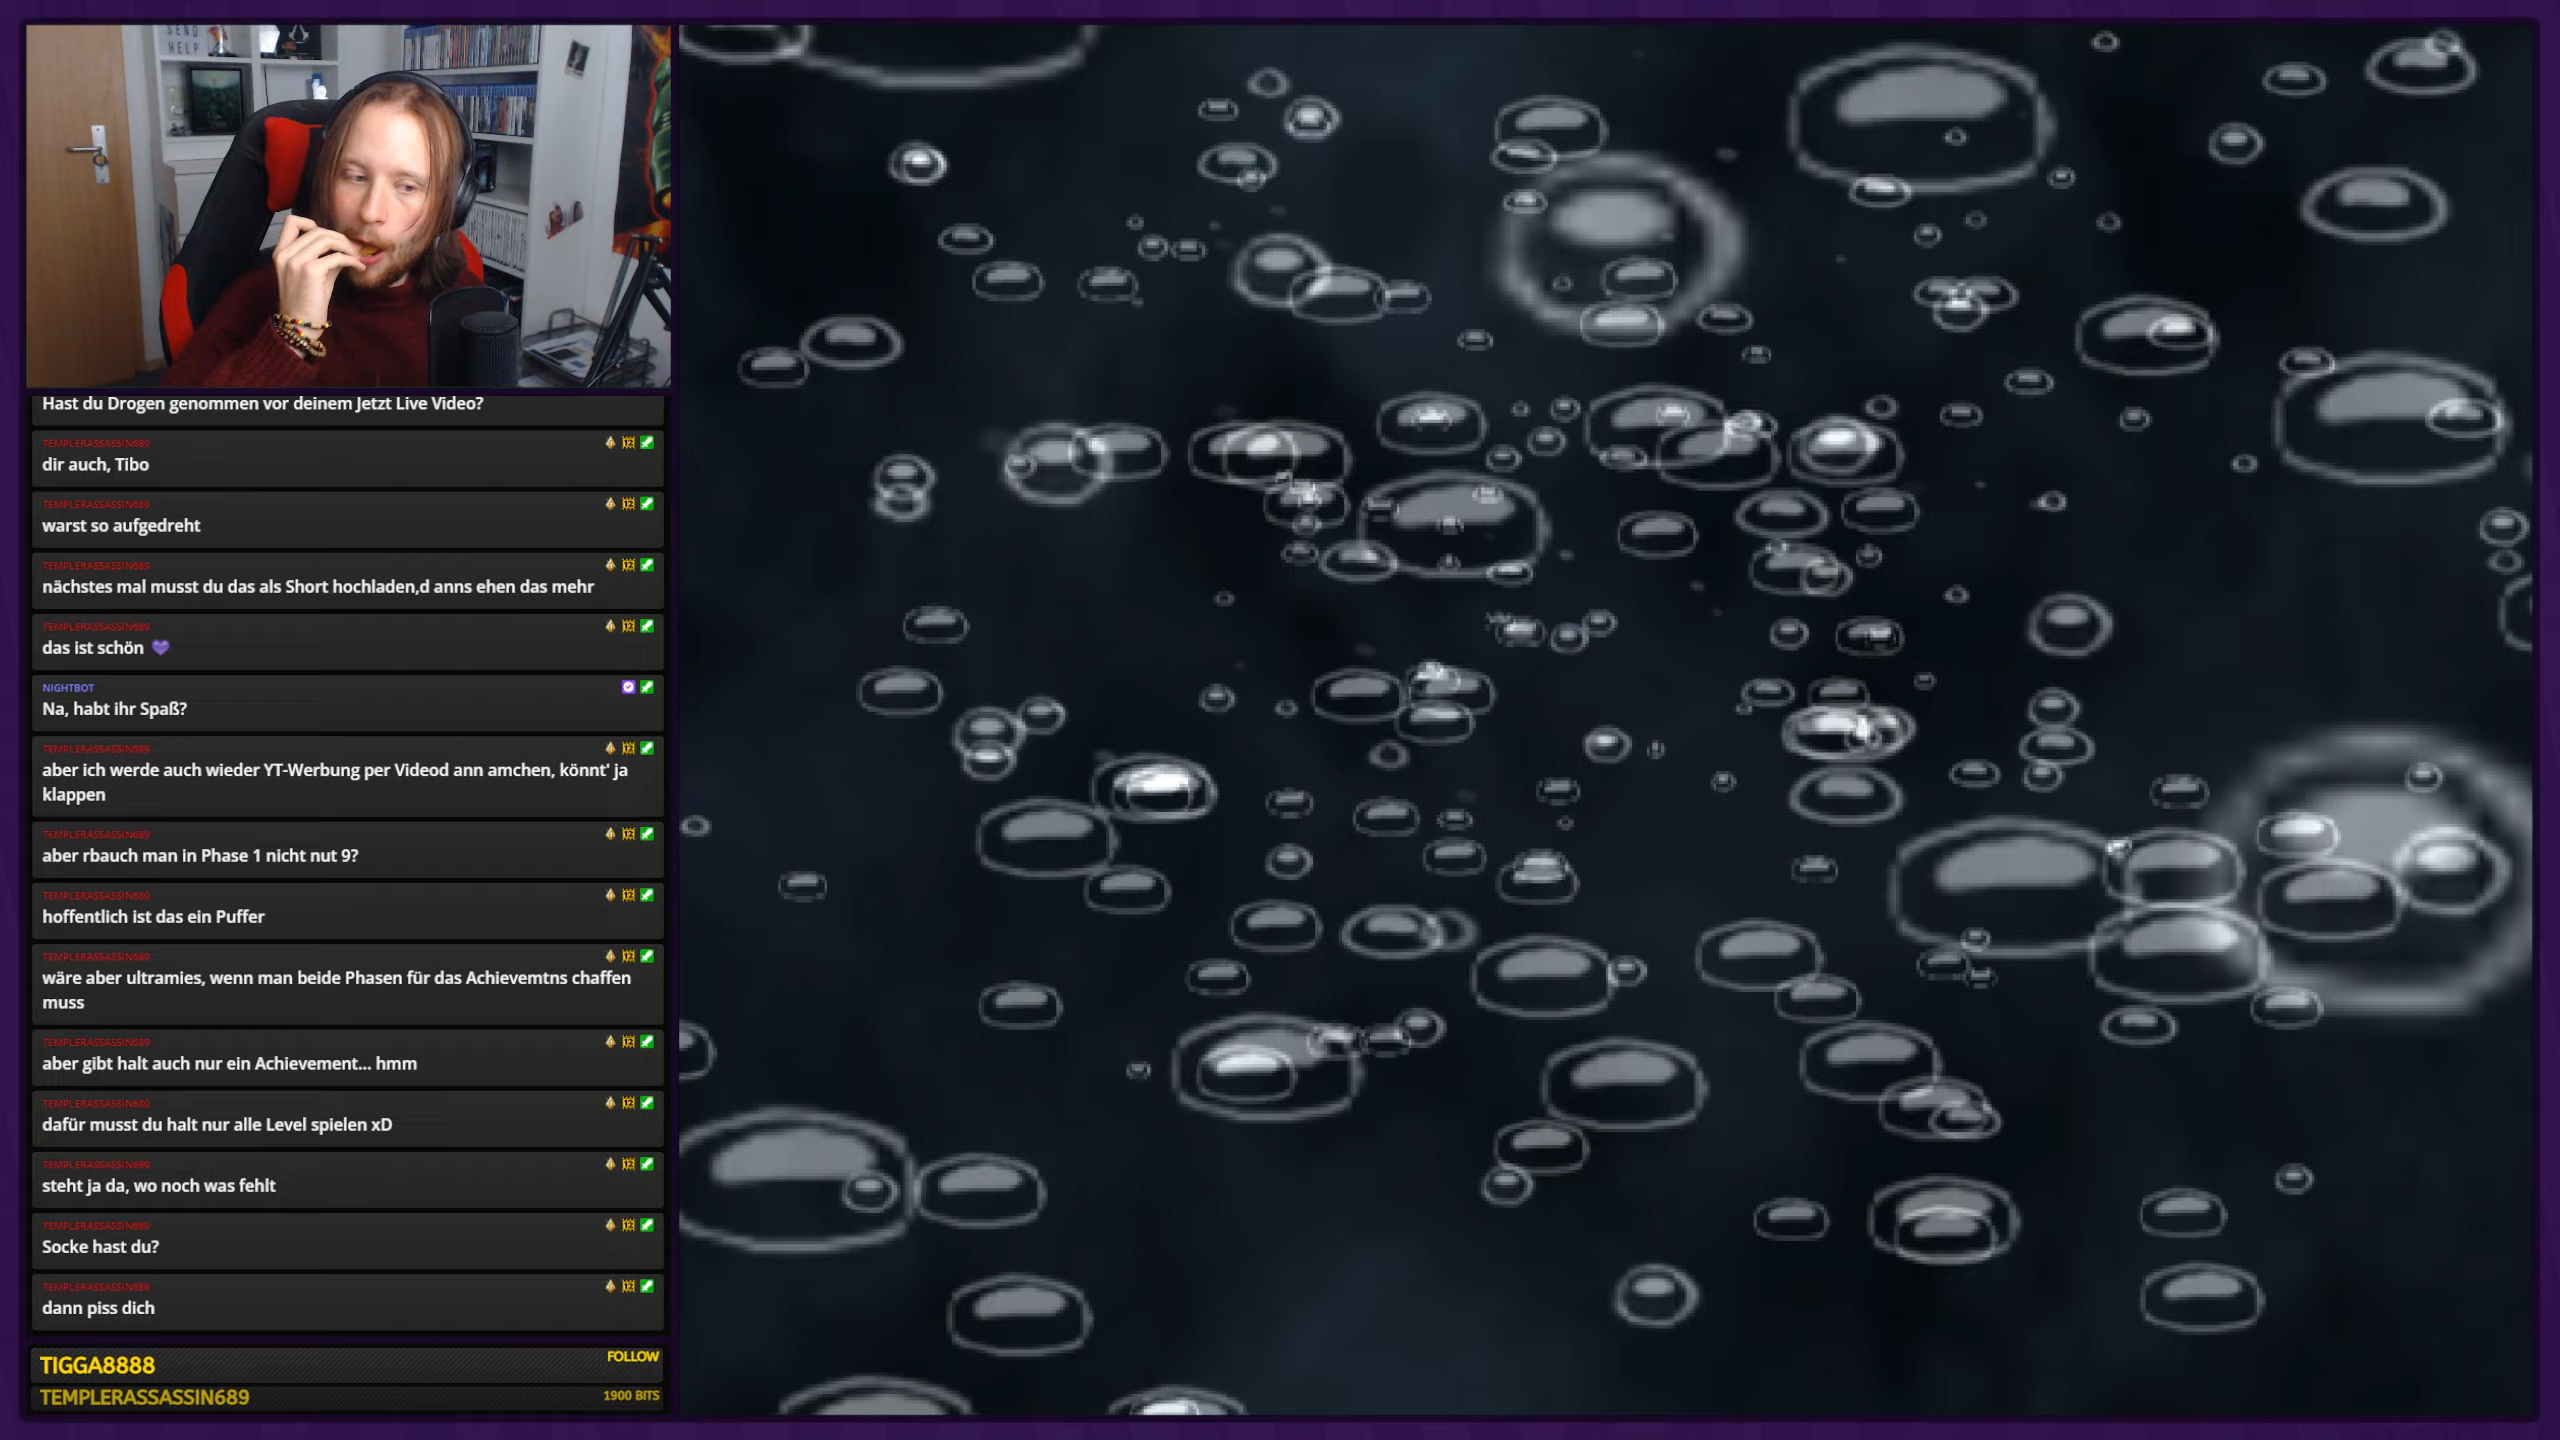 SEND
HELP
Hast du Drogen genommen vor deinem Jetzt Live Video?
TEMPLERASSASSIN689
dir auch, Tibo
TEMPLERASSASSIN689
warst so aufgedreht
TEMPLERASSASSIN689
nächstes mal musst du das als Short hochladen,d anns ehen das mehr
TEMPLERASSASSIN689
das ist schön 💜
NIGHTBOT
Na, habt ihr Spaß?
TEMPLERASSASSIN689
aber ich werde auch wieder YT-Werbung per Videod ann amchen, könnt' ja
klappen
TEMPLERASSASSIN689
aber rbauch man in Phase 1 nicht nut 9?
TEMPLERASSASSIN689
hoffentlich ist das ein Puffer
TEMPLERASSASSIN689
wäre aber ultramies, wenn man beide Phasen für das Achievemtns chaffen
muss
TEMPLERASSASSIN689
aber gibt halt auch nur ein Achievement... hmm
TEMPLERASSASSIN689
dafür musst du halt nur alle Level spielen xD
TEMPLERASSASSIN689
steht ja da, wo noch was fehlt
TEMPLERASSASSIN689
Socke hast du?
TEMPLERASSASSIN689
dann piss dich
TIGGA8888 FOLLOW
TEMPLERASSASSIN689 1900 BITS